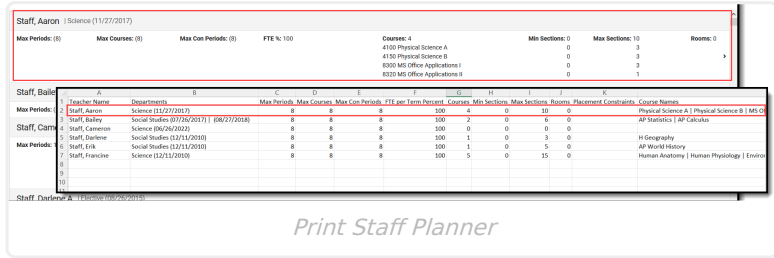 Staff, Aaron | Science (11/27/2017)
Max Periods: (8) Max Courses: (8) Max Con Periods: (8) FTE %: 100 Courses: 4 Min Sections: 0 Max Sections: 10 Rooms: 0
4100 Physical Science A 0 3
4150 Physical Science B 0 3
8300 MS Office Applications I 0 3
8320 MS Office Applications II 0 1
Staff, Baile
A B C D E F G H I J K L
1 Teacher Name Departments Max Periods Max Courses Max Con Periods FTE per Term Percent Courses Min Sections Max Sections Rooms Placement Constraints Course Names
Max Periods: (
2 Staff, Aaron Science (11/27/2017) 8 8 8 100 4 0 10 0 Physical Science A | Physical Science B | MS Of
3 Staff, Bailey Social Studies (07/26/2017) | (08/27/2018) 8 8 8 100 2 0 6 0 AP Statistics | AP Calculus
Staff, Cam
4 Staff, Cameron Science (06/26/2022) 8 8 8 100 0 0 0 0
5 Staff, Darlene Social Studies (12/11/2010) 8 8 8 100 1 0 3 0 H Geography
Max Periods: 1
6 Staff, Erik Social Studies (12/11/2010) 8 8 8 100 1 0 5 0 AP World History
7 Staff, Francine Science (12/11/2010) 8 8 8 100 5 0 15 0 Human Anatomy | Human Physiology | Environ
8
9
10
Staff, Darlene A | Elective (08/26/2015)
Print Staff Planner